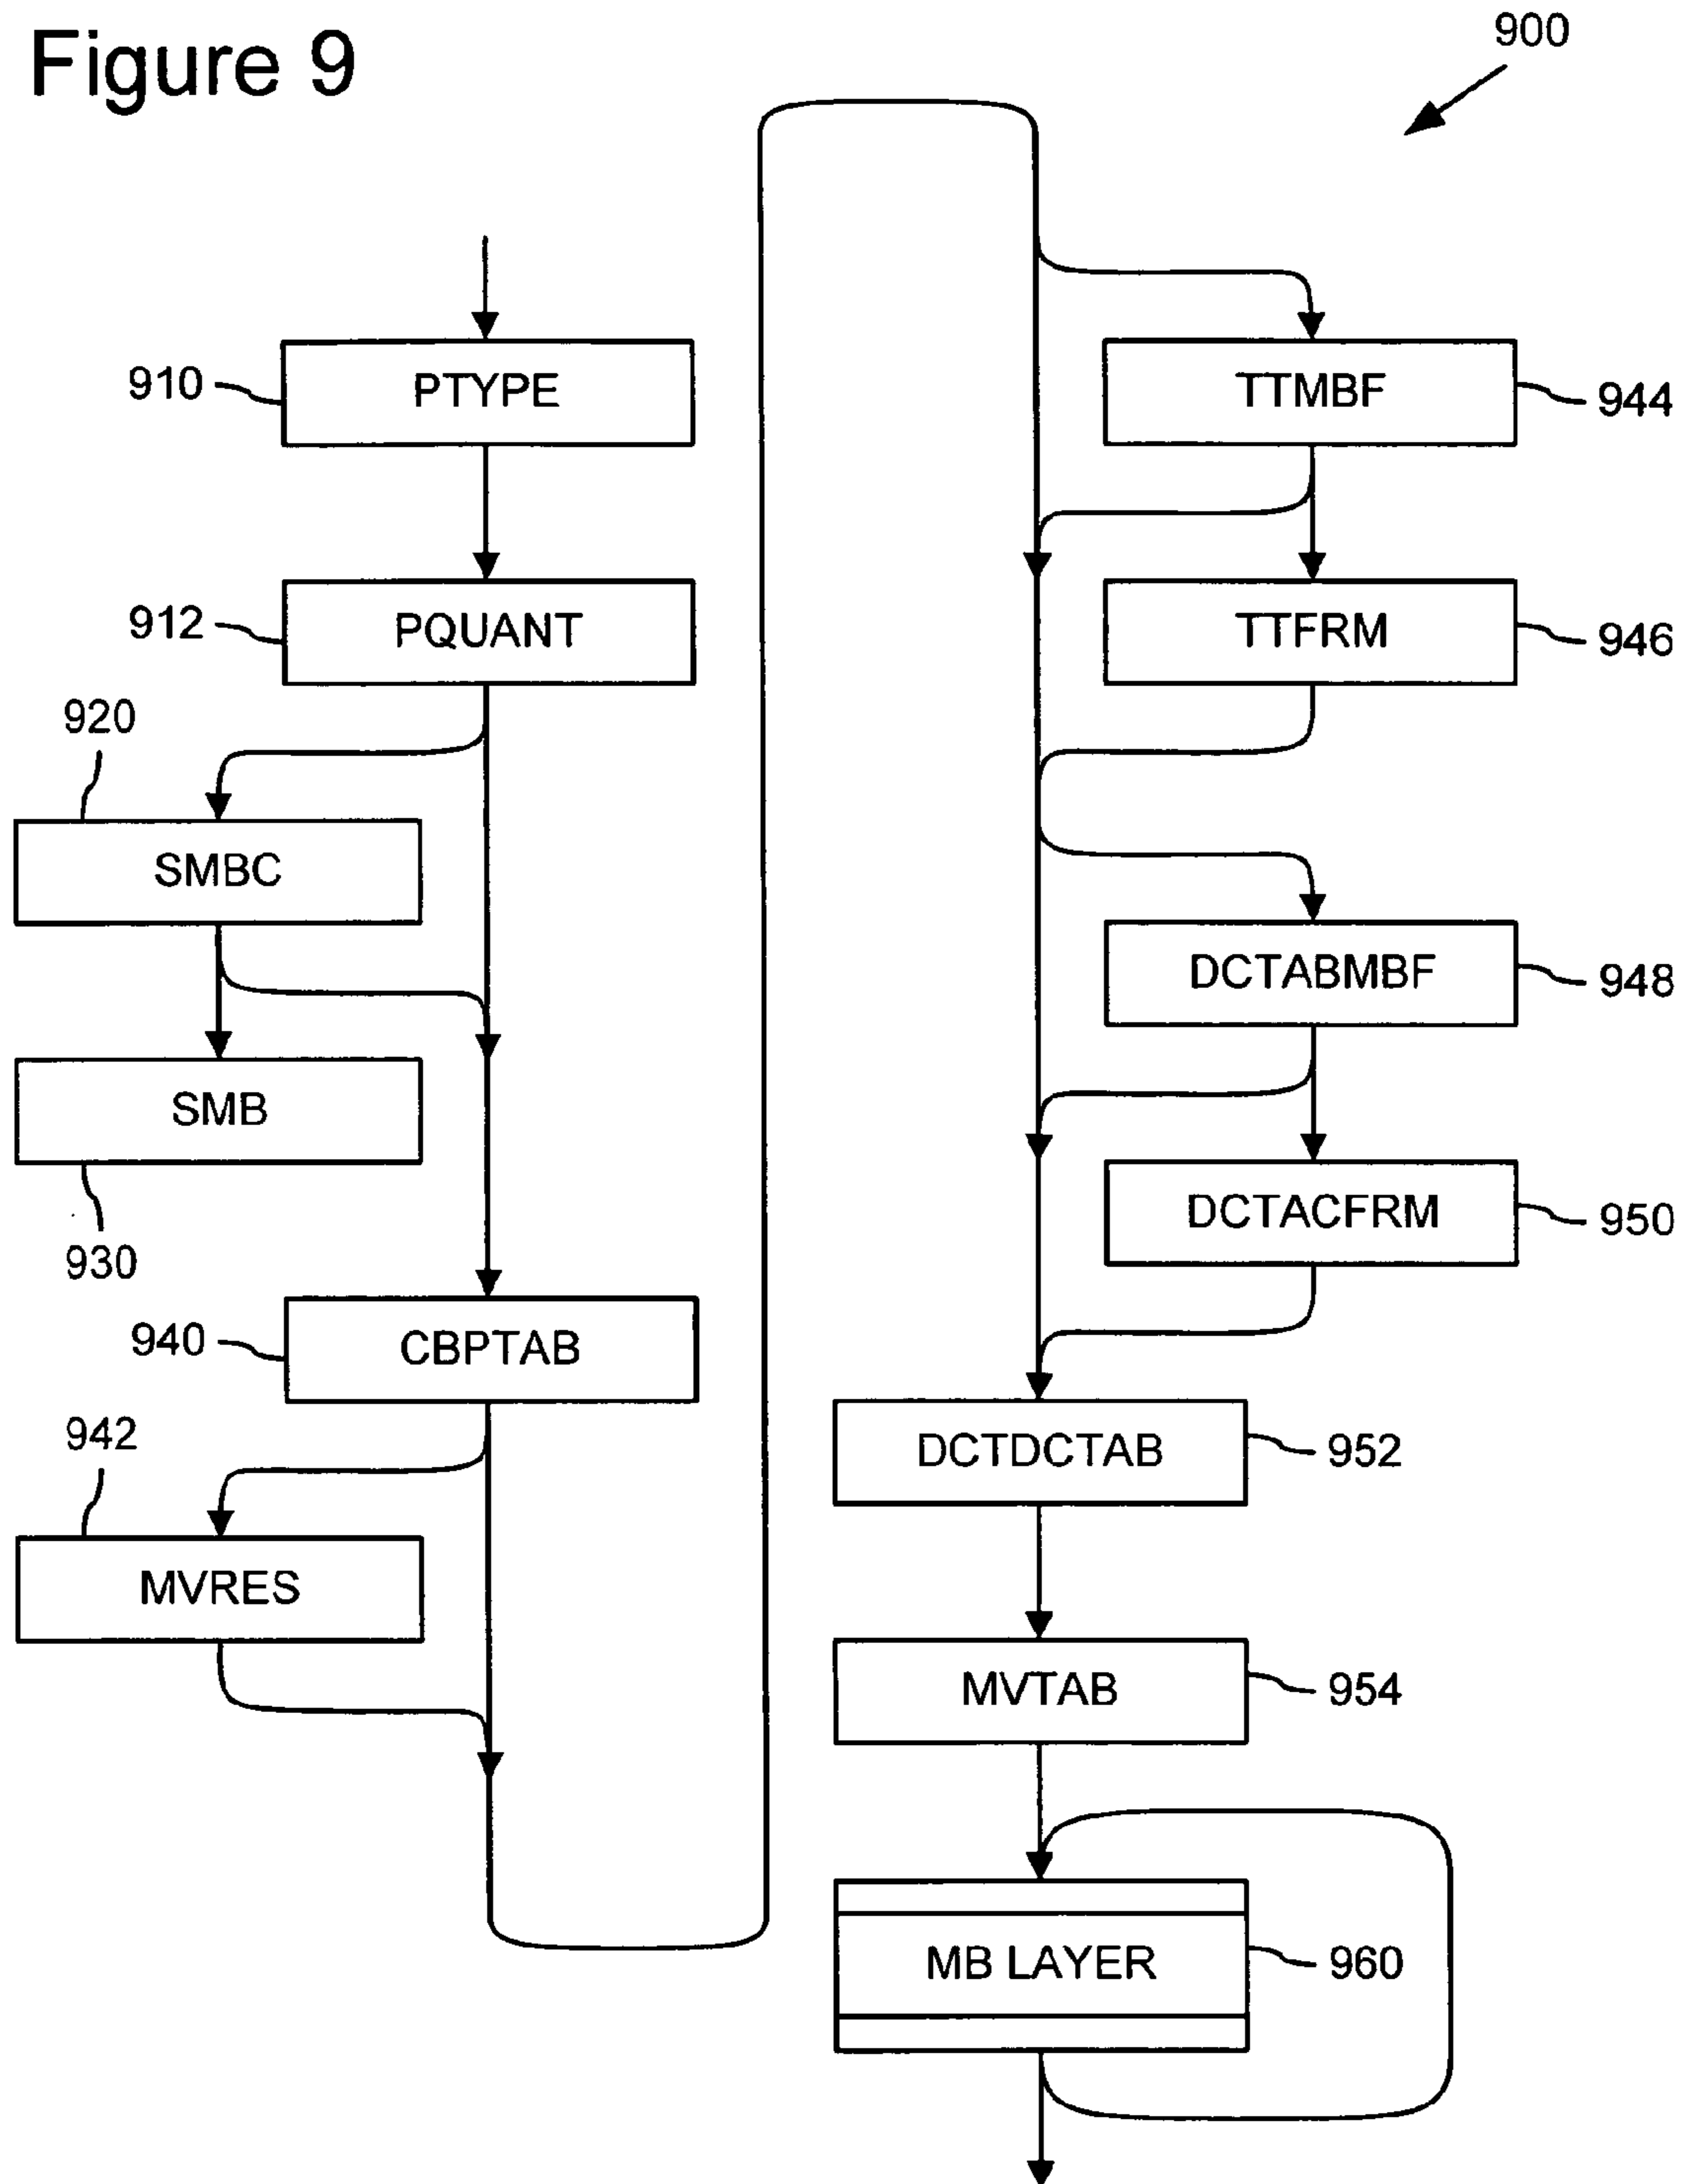 Figure 9
900
910
PTYPE
912
PQUANT
920
SMBC
SMB
930
940
CBPTAB
942
MVRES
TTMBF
944
TTFRM
946
DCTABMBF
948
DCTACFRM
950
DCTDCTAB
952
MVTAB
954
MB LAYER
960